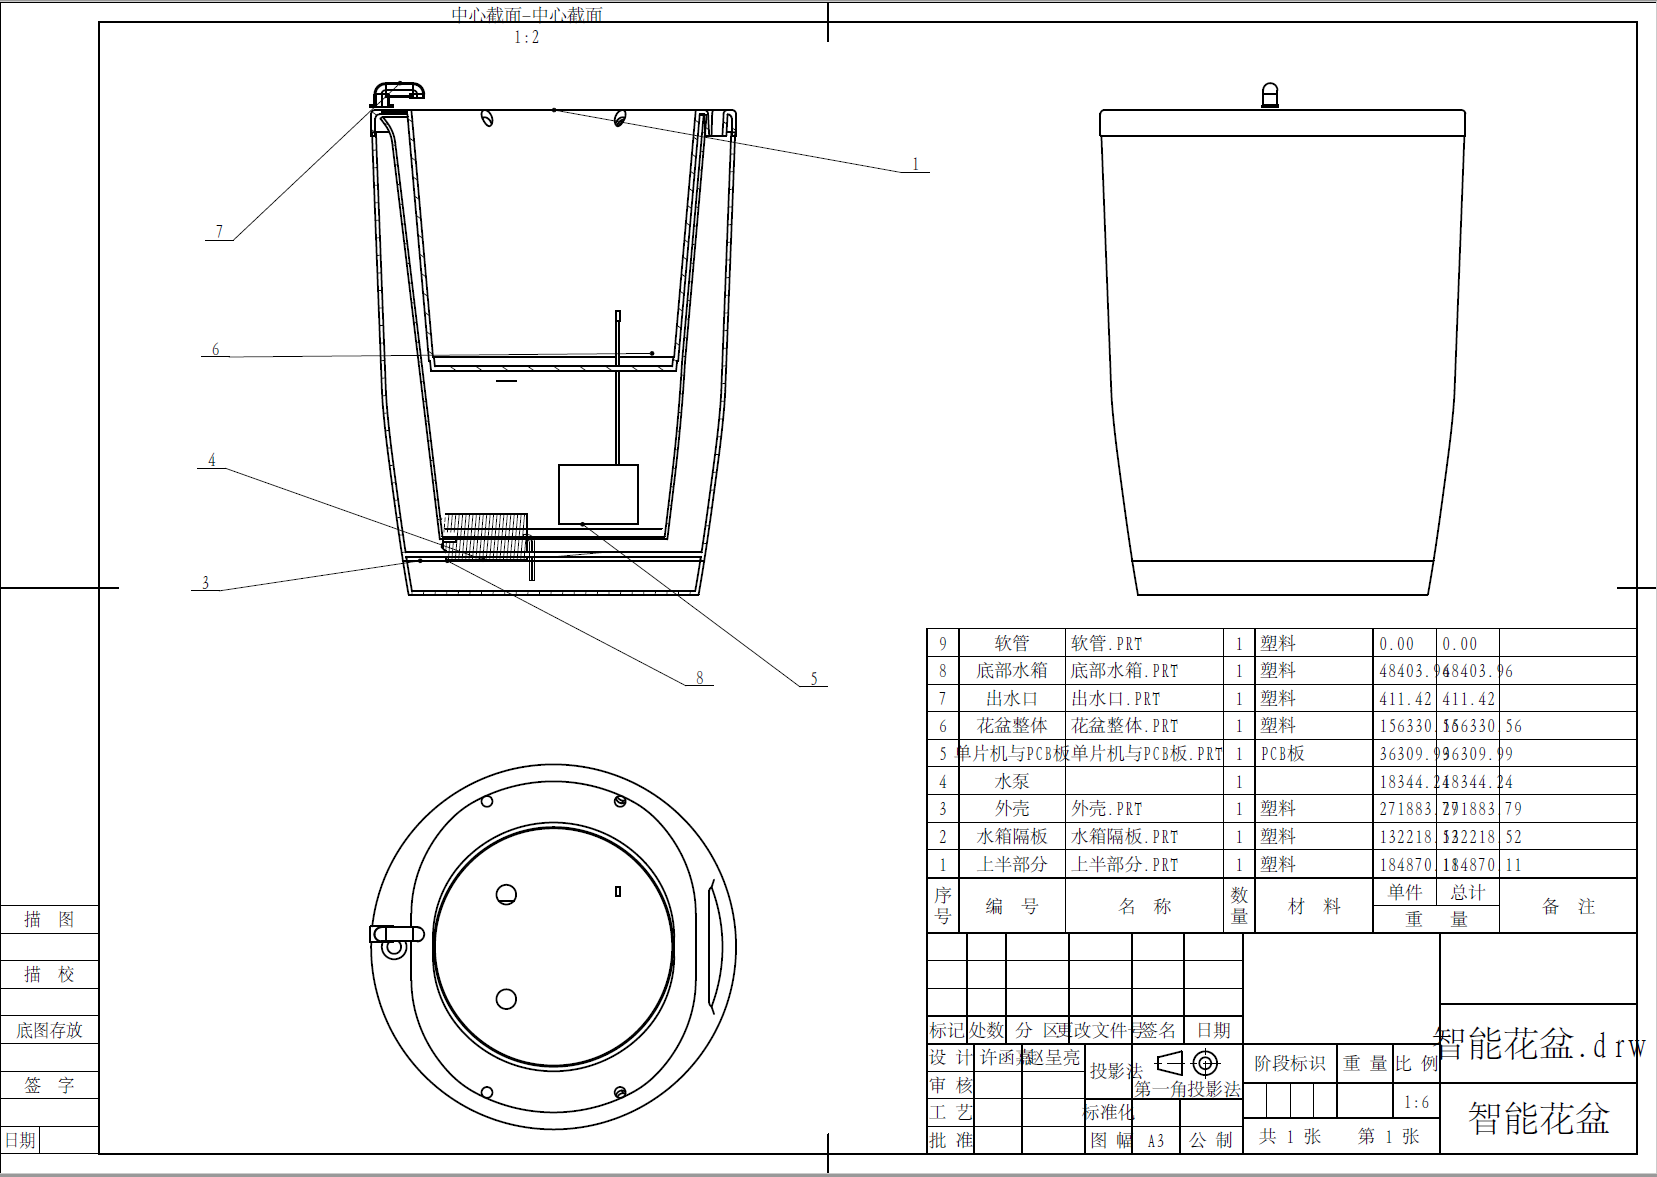 中心截面-中心截面
1:2
1
7
6
4
3
8
5
9 软管 软管.PRT 1 塑料 0.00 0.00
8 底部水箱 底部水箱.PRT 1 塑料 48403.96 48403.96
7 出水口 出水口.PRT 1 塑料 411.42 411.42
6 花盆整体 花盆整体.PRT 1 塑料 156330.56 156330.56
5 单片机与PCB板 单片机与PCB板.PRT 1 PCB板 36309.99 36309.99
4 水泵 1 18344.24 18344.24
3 外壳 外壳.PRT 1 塑料 271883.79 271883.79
2 水箱隔板 水箱隔板.PRT 1 塑料 132218.52 132218.52
1 上半部分 上半部分.PRT 1 塑料 184870.11 184870.11
序号 编 号 名 称 数量 材 料 单件 总计 备 注
重 量
标记 处数 分 区 更改文件号 签名 日期
设 计 许函嘉 赵呈亮 投影法 第一角投影法 阶段标识 重 量 比 例
审 核
工 艺 标准化 1:6
批 准 图 幅 A3 公 制 共 1 张 第 1 张
智能花盆.drw
智能花盆
描 图
描 校
底图存放
签 字
日期